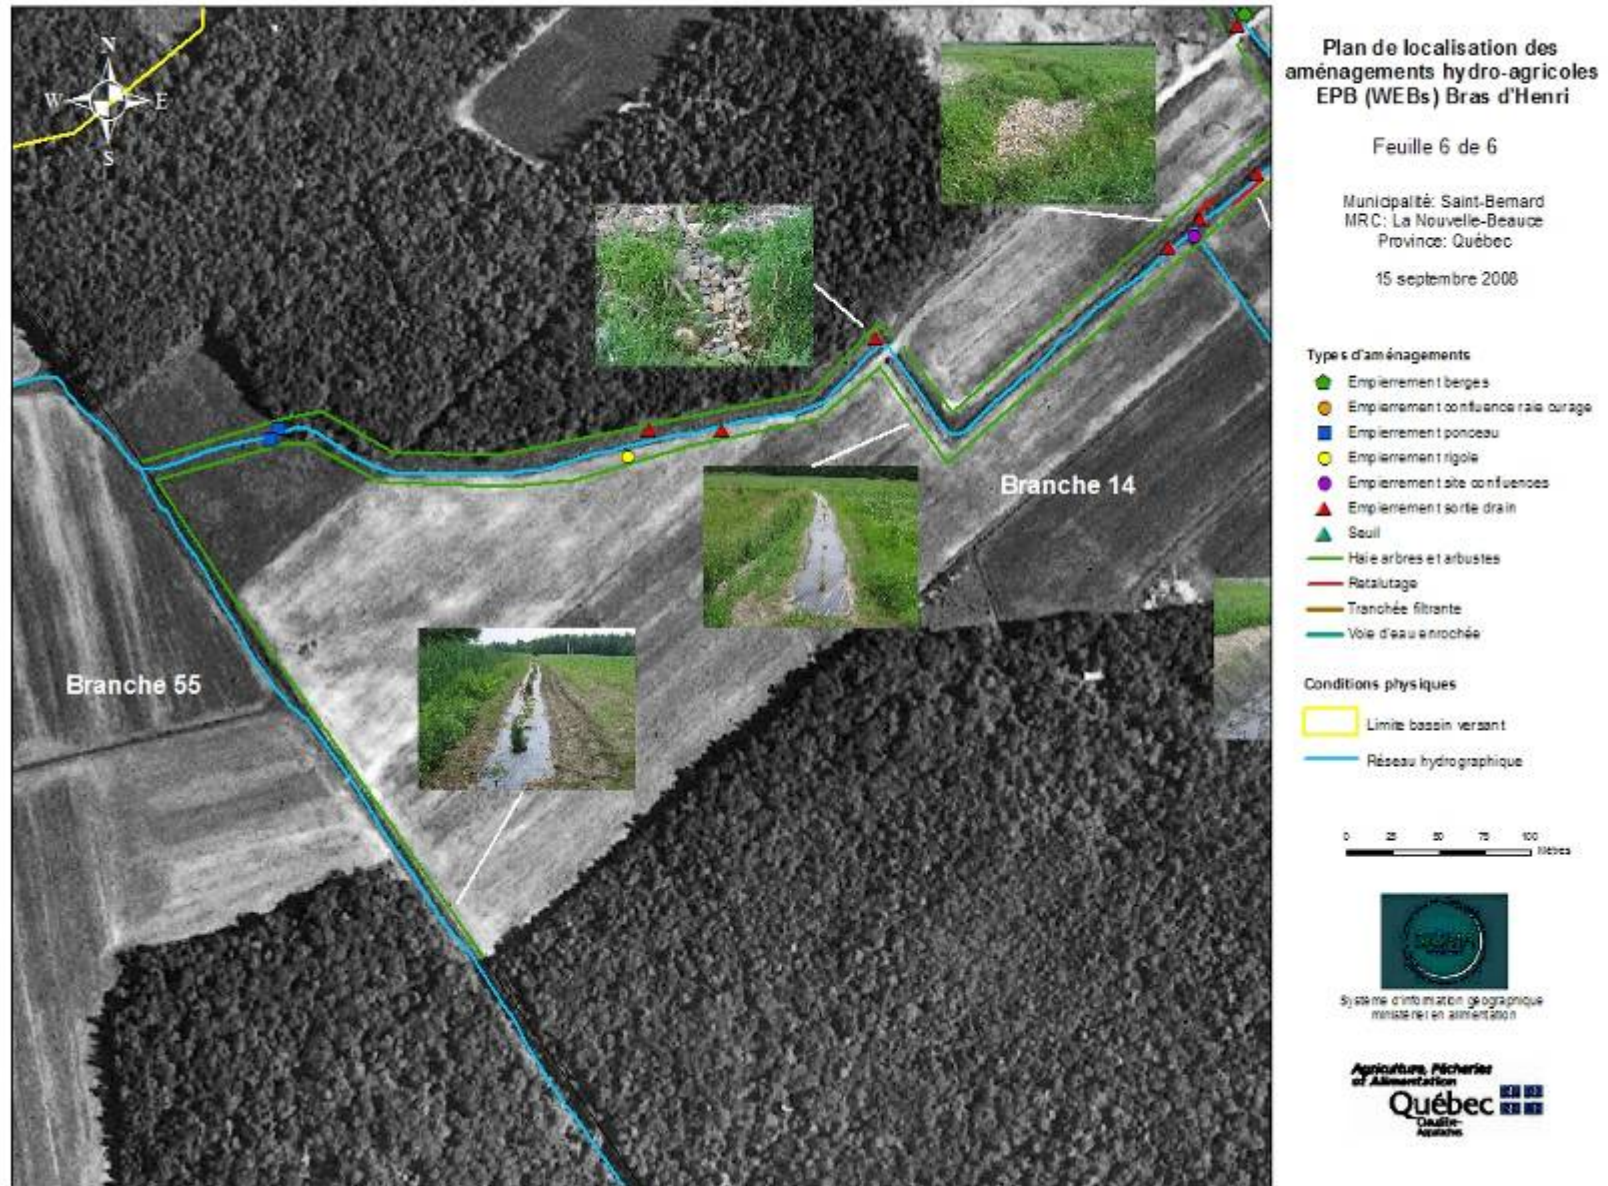 N
W E
S
Branche 14
Branche 55
Plan de localisation des
aménagements hydro-agricoles
EPB (WEBs) Bras d'Henri
Feuille 6 de 6
Municipalité: Saint-Bernard
MRC: La Nouvelle-Beauce
Province: Québec
15 septembre 2008
Types d'aménagements
Empierrement berges
Empierrement confluence raie curage
Empierrement ponceau
Empierrement rigole
Empierrement site confluences
Empierrement sortie drain
Seuil
Haie arbres et arbustes
Retalutage
Tranchée filtrante
Voie d'eau enrochée
Conditions physiques
Limite bassin versant
Réseau hydrographique
0 25 50 75 100
Mètres
Système d'information géographique
ministériel en alimentation
Agriculture, Pêcheries
et Alimentation
Québec
Chaudière-
Appalaches